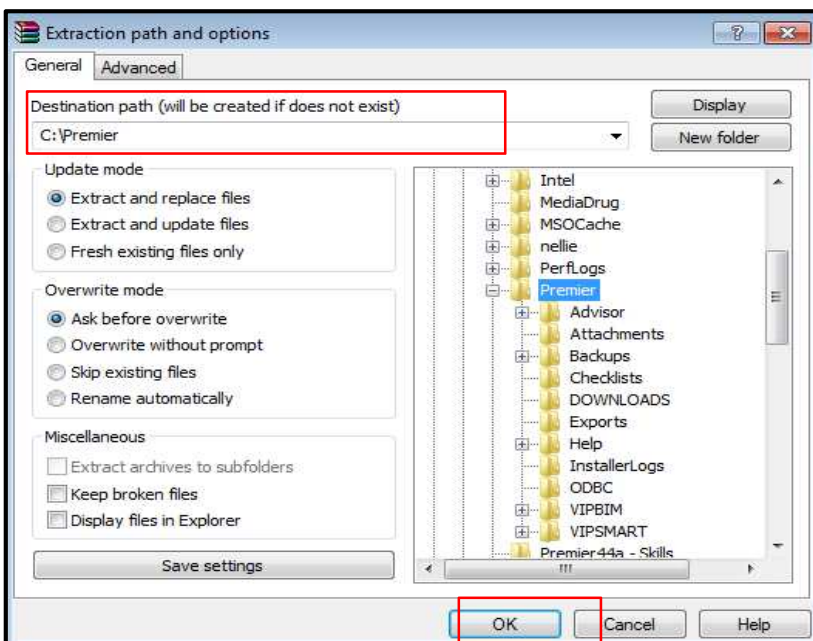 Extraction path and options
General
Advanced
Destination path (will be created if does not exist)
C:\Premier
Display
New folder
Update mode
Extract and replace files
Extract and update files
Fresh existing files only
Overwrite mode
Ask before overwrite
Overwrite without prompt
Skip existing files
Rename automatically
Miscellaneous
Extract archives to subfolders
Keep broken files
Display files in Explorer
Save settings
Intel
MediaDrug
MSOCache
nellie
PerfLogs
Premier
Advisor
Attachments
Backups
Checklists
DOWNLOADS
Exports
Help
InstallerLogs
ODBC
VIPBIM
VIPSMART
Premier44a - Skills
OK
Cancel
Help